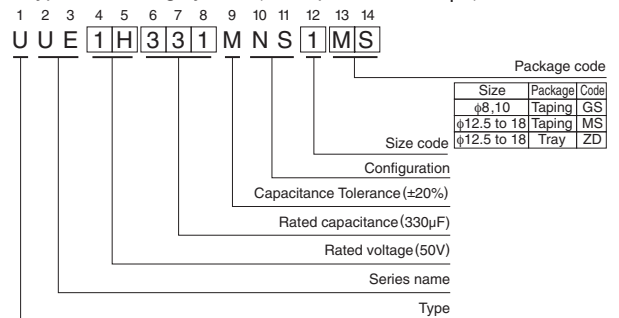 1 2 3 4 5 6 7 8 9 10 11 12 13 14
U U E 1 H 3 3 1 M N S 1 M S
Package code
Size Package Code
φ8,10 Taping GS
φ12.5 to 18 Taping MS
φ12.5 to 18 Tray ZD
Size code
Configuration
Capacitance Tolerance (±20%)
Rated capacitance (330µF)
Rated voltage (50V)
Series name
Type